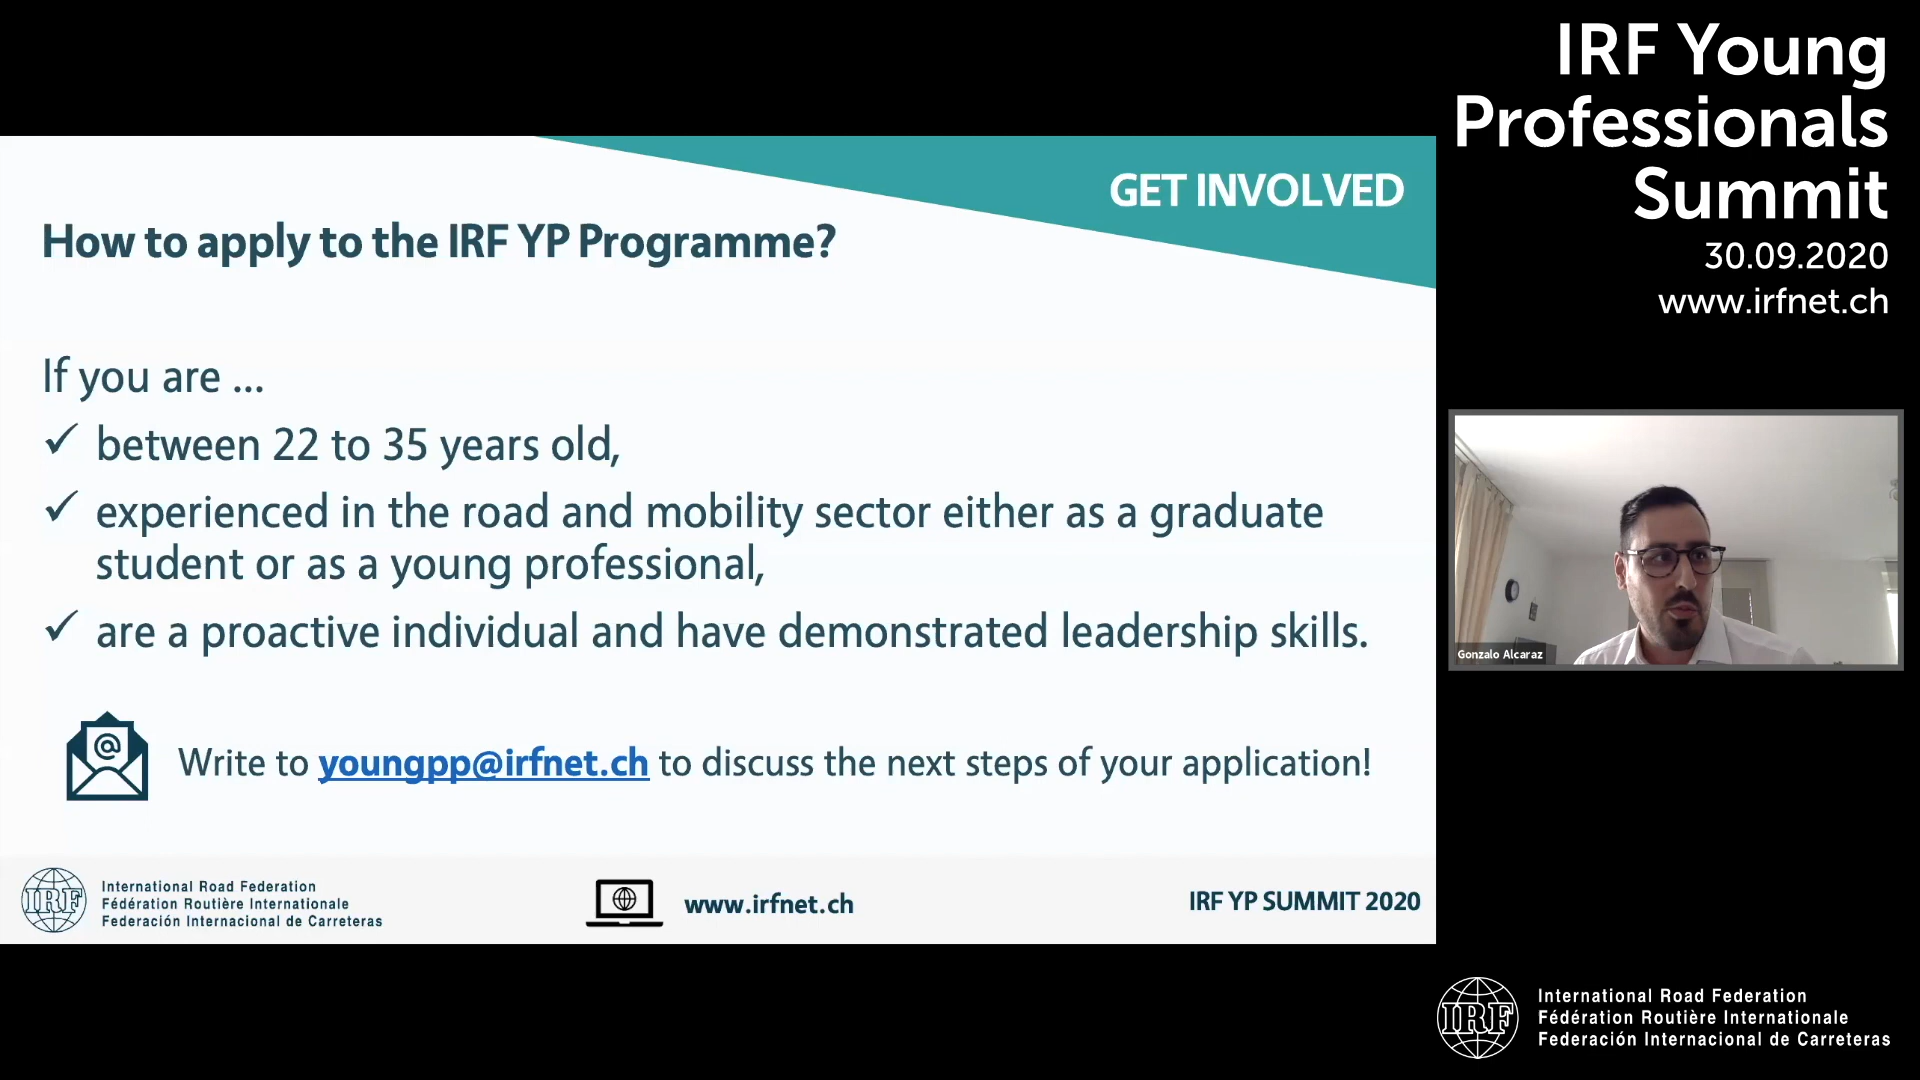 IRF Young
Professionals
Summit
30.09.2020
www.irfnet.ch
GET INVOLVED
How to apply to the IRF YP Programme?
If you are ...
✓ between 22 to 35 years old,
✓ experienced in the road and mobility sector either as a graduate
student or as a young professional,
✓ are a proactive individual and have demonstrated leadership skills.
@
Write to youngpp@irfnet.ch to discuss the next steps of your application!
IRF
International Road Federation
Fédération Routière Internationale
Federación Internacional de Carreteras
www.irfnet.ch
IRF YP SUMMIT 2020
Gonzalo Alcaraz
IRF
International Road Federation
Fédération Routière Internationale
Federación Internacional de Carreteras